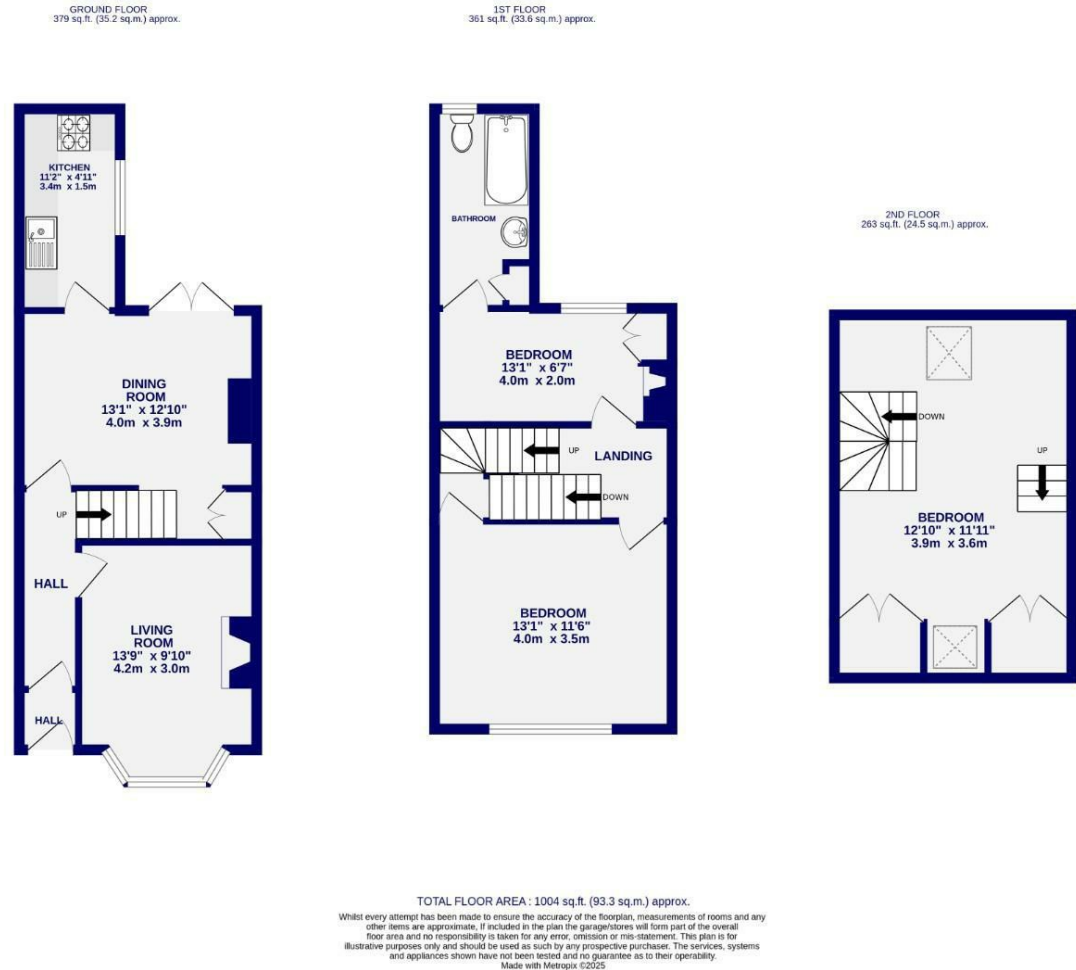 GROUND FLOOR
379 sq.ft. (35.2 sq.m.) approx.
KITCHEN
11'2" x 4'11"
3.4m x 1.5m
DINING
ROOM
13'1" x 12'10"
4.0m x 3.9m
UP
HALL
LIVING
ROOM
13'9" x 9'10"
4.2m x 3.0m
HALL
1ST FLOOR
361 sq.ft. (33.6 sq.m.) approx.
BATHROOM
BEDROOM
13'1" x 6'7"
4.0m x 2.0m
UP
LANDING
DOWN
BEDROOM
13'1" x 11'6"
4.0m x 3.5m
2ND FLOOR
263 sq.ft. (24.5 sq.m.) approx.
DOWN
UP
BEDROOM
12'10" x 11'11"
3.9m x 3.6m
TOTAL FLOOR AREA : 1004 sq.ft. (93.3 sq.m.) approx.
Whilst every attempt has been made to ensure the accuracy of the floorplan, measurements of rooms and any
other items are approximate, If included in the plan the garage/stores will form part of the overall
floor area and no responsibility is taken for any error, omission or mis-statement. This plan is for
illustrative purposes only and should be used as such by any prospective purchaser. The services, systems
and appliances shown have not been tested and no guarantee as to their operability.
Made with Metropix ©2025